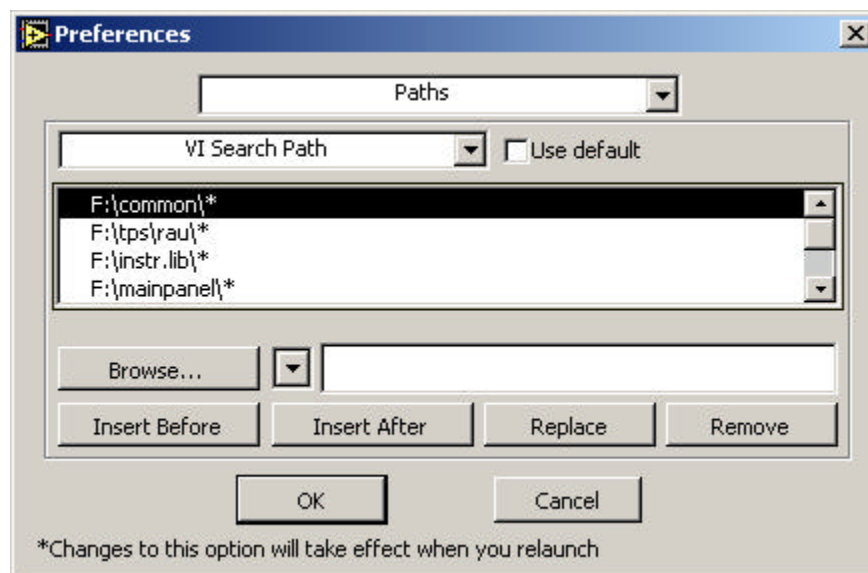 Preferences
Paths
VI Search Path
Use default
F:\common\*
F:\tps\rau\*
F:\instr.lib\*
F:\mainpanel\*
Browse...
Insert Before Insert After Replace Remove
OK Cancel
*Changes to this option will take effect when you relaunch